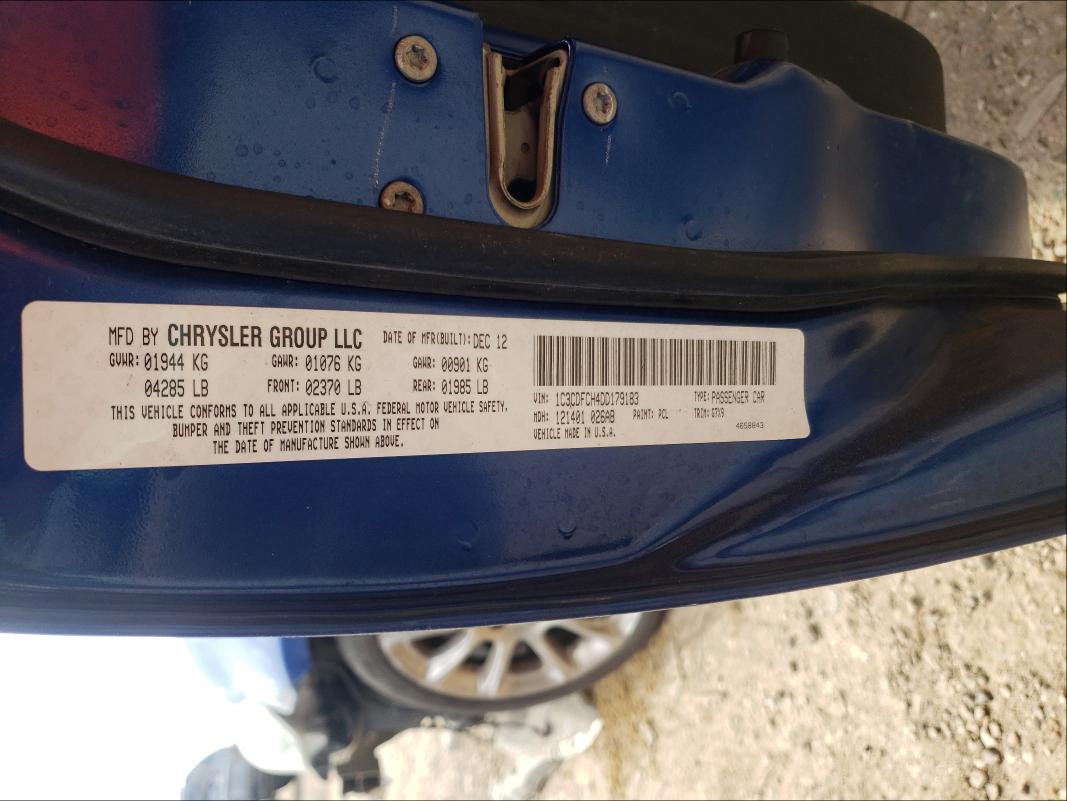 MFD BY CHRYSLER GROUP LLC DATE OF MFR(BUILT): DEC 12
GVWR: 01944 KG GAWR: 01076 KG GAWR: 00901 KG
04285 LB FRONT: 02370 LB REAR: 01985 LB
THIS VEHICLE CONFORMS TO ALL APPLICABLE U.S.A. FEDERAL MOTOR VEHICLE SAFETY,
BUMPER AND THEFT PREVENTION STANDARDS IN EFFECT ON
THE DATE OF MANUFACTURE SHOWN ABOVE.
VIN: 1C3CDFCH4DD179183 TYPE: PASSENGER CAR
MDH: 121401 026AB PAINT: PCL TRIM: G7X9
VEHICLE MADE IN U.S.A. 4658843